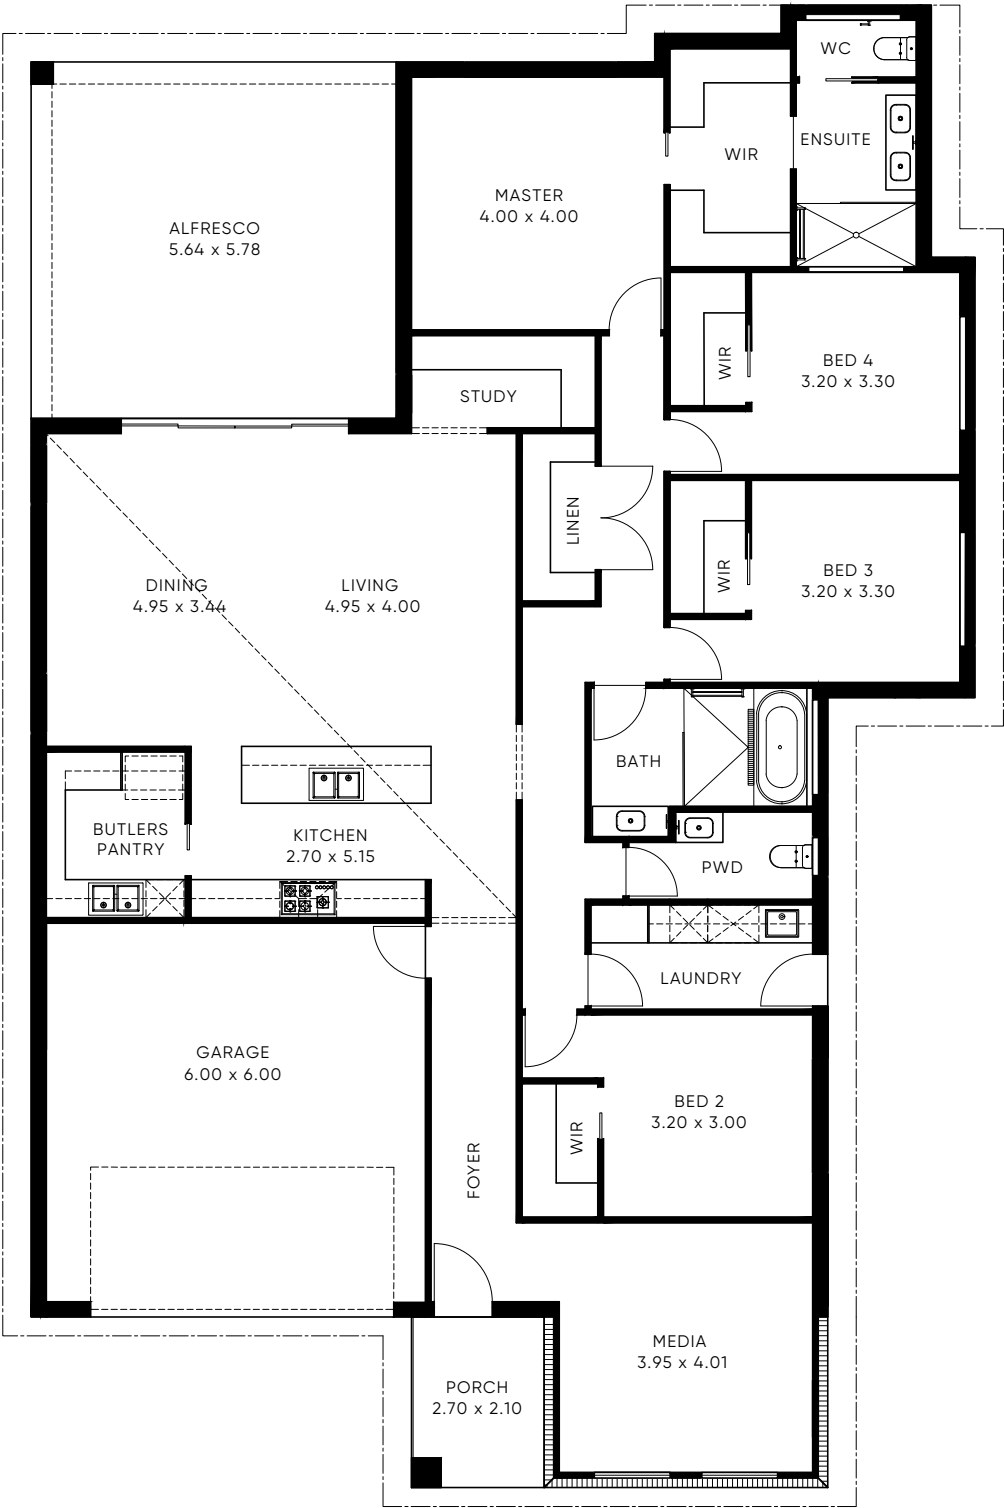 WC
ENSUITE
WIR
MASTER
4.00 x 4.00
ALFRESCO
5.64 x 5.78
BED 4
3.20 x 3.30
WIR
STUDY
LINEN
BED 3
3.20 x 3.30
WIR
DINING
4.95 x 3.44
LIVING
4.95 x 4.00
BATH
BUTLERS
PANTRY
KITCHEN
2.70 x 5.15
PWD
LAUNDRY
GARAGE
6.00 x 6.00
BED 2
3.20 x 3.00
WIR
FOYER
MEDIA
3.95 x 4.01
PORCH
2.70 x 2.10